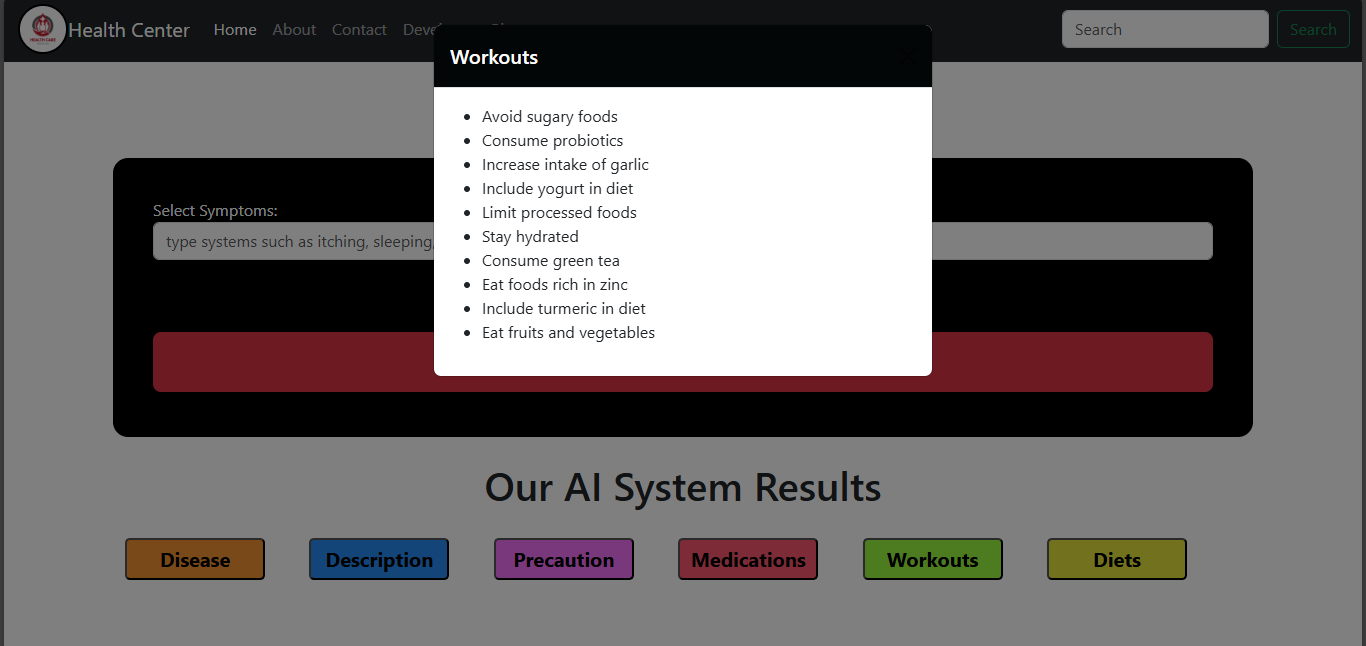 Health Center Home About Contact
Search
Search
Workouts
Avoid sugary foods
Consume probiotics
Increase intake of garlic
Include yogurt in diet
Limit processed foods
Stay hydrated
Consume green tea
Eat foods rich in zinc
Include turmeric in diet
Eat fruits and vegetables
Select Symptoms:
type systems such as itching, sleeping,
Our AI System Results
Disease
Description
Precaution
Medications
Workouts
Diets